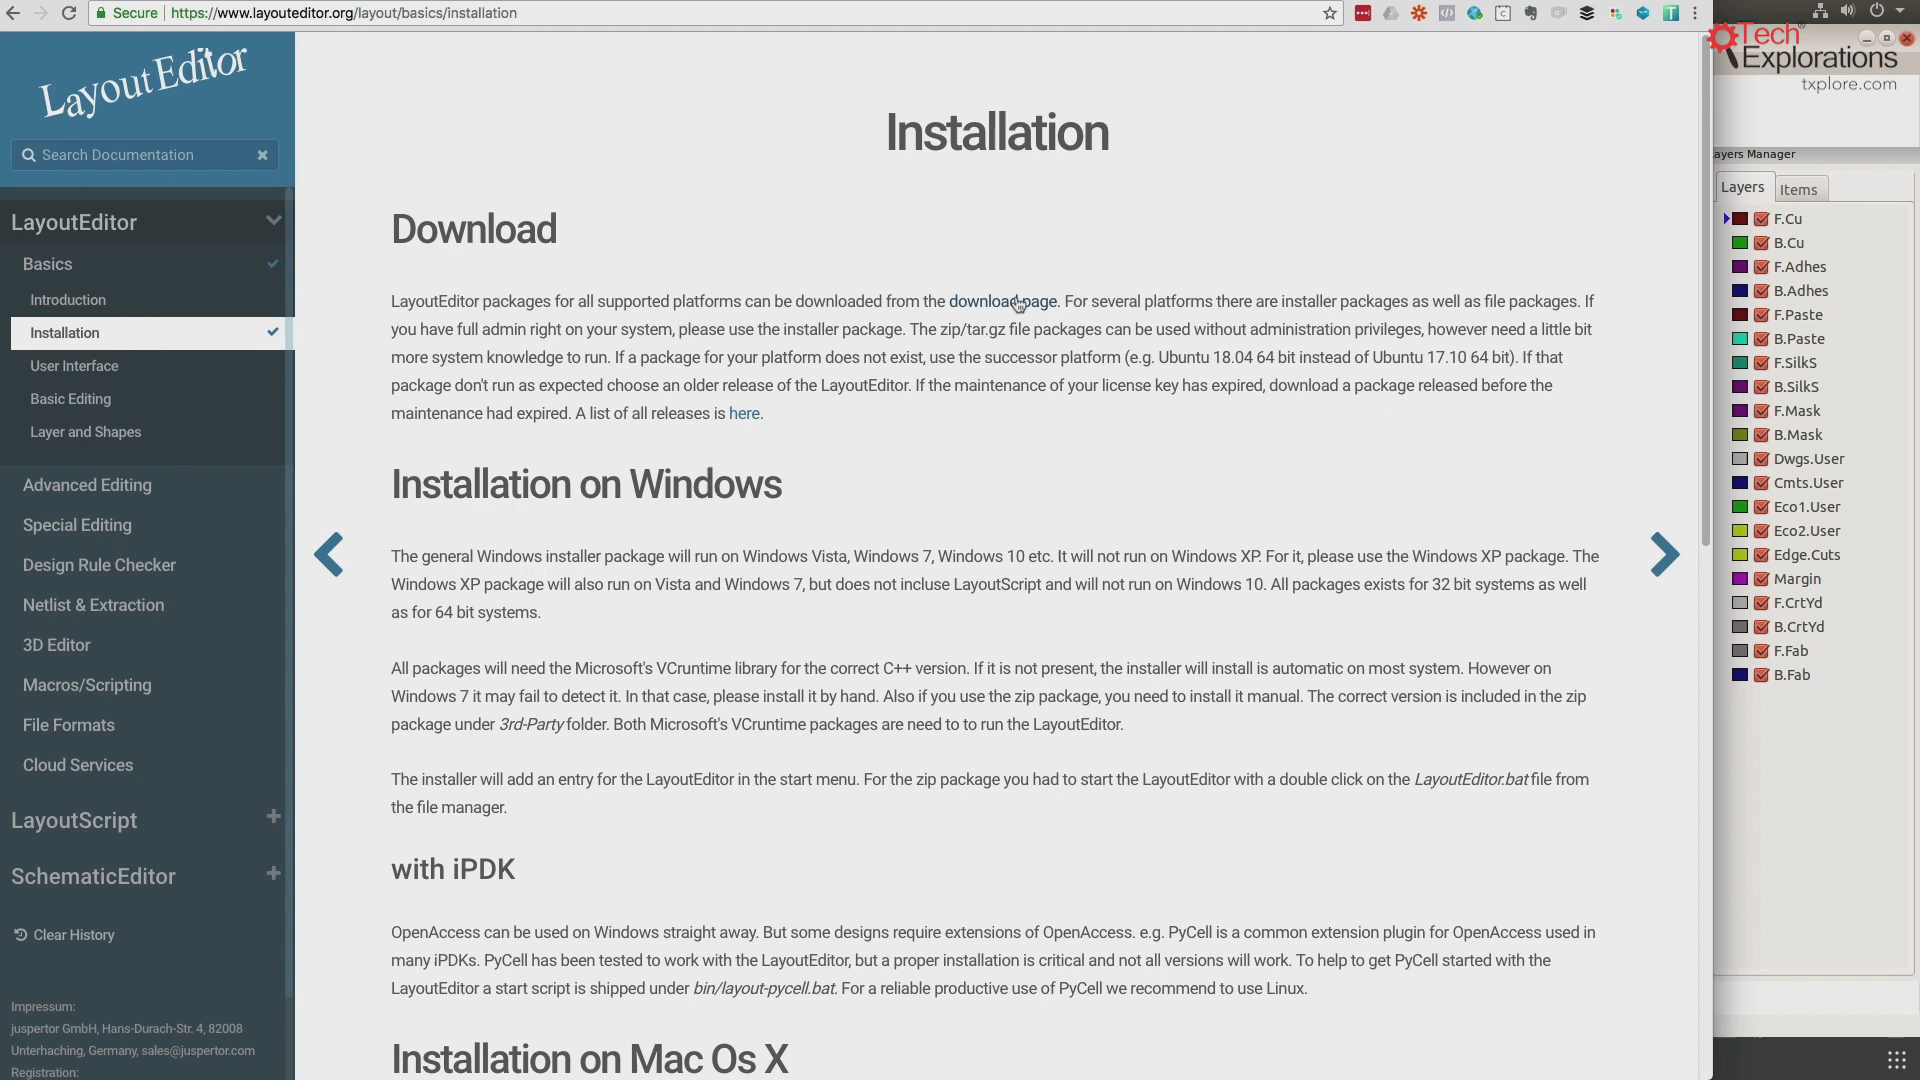 Secure https://www.layouteditor.org/layout/basics/installation
Tech
Explorations
txplore.com
LayoutEditor
Search Documentation
LayoutEditor
Basics
Introduction
Installation
User Interface
Basic Editing
Layer and Shapes
Advanced Editing
Special Editing
Design Rule Checker
Netlist & Extraction
3D Editor
Macros/Scripting
File Formats
Cloud Services
LayoutScript
SchematicEditor
Clear History
Impressum:
juspertor GmbH, Hans-Durach-Str. 4, 82008
Unterhaching, Germany, sales@juspertor.com
Registration:
Installation
Download
LayoutEditor packages for all supported platforms can be downloaded from the download page. For several platforms there are installer packages as well as file packages. If
you have full admin right on your system, please use the installer package. The zip/tar.gz file packages can be used without administration privileges, however need a little bit
more system knowledge to run. If a package for your platform does not exist, use the successor platform (e.g. Ubuntu 18.04 64 bit instead of Ubuntu 17.10 64 bit). If that
package don't run as expected choose an older release of the LayoutEditor. If the maintenance of your license key has expired, download a package released before the
maintenance had expired. A list of all releases is here.
Installation on Windows
The general Windows installer package will run on Windows Vista, Windows 7, Windows 10 etc. It will not run on Windows XP. For it, please use the Windows XP package. The
Windows XP package will also run on Vista and Windows 7, but does not incluse LayoutScript and will not run on Windows 10. All packages exists for 32 bit systems as well
as for 64 bit systems.
All packages will need the Microsoft's VCruntime library for the correct C++ version. If it is not present, the installer will install is automatic on most system. However on
Windows 7 it may fail to detect it. In that case, please install it by hand. Also if you use the zip package, you need to install it manual. The correct version is included in the zip
package under 3rd-Party folder. Both Microsoft's VCruntime packages are need to to run the LayoutEditor.
The installer will add an entry for the LayoutEditor in the start menu. For the zip package you had to start the LayoutEditor with a double click on the LayoutEditor.bat file from
the file manager.
with iPDK
OpenAccess can be used on Windows straight away. But some designs require extensions of OpenAccess. e.g. PyCell is a common extension plugin for OpenAccess used in
many iPDKs. PyCell has been tested to work with the LayoutEditor, but a proper installation is critical and not all versions will work. To help to get PyCell started with the
LayoutEditor a start script is shipped under bin/layout-pycell.bat. For a reliable productive use of PyCell we recommend to use Linux.
Installation on Mac Os X
ayers Manager
Layers Items
F.Cu
B.Cu
F.Adhes
B.Adhes
F.Paste
B.Paste
F.SilkS
B.SilkS
F.Mask
B.Mask
Dwgs.User
Cmts.User
Eco1.User
Eco2.User
Edge.Cuts
Margin
F.CrtYd
B.CrtYd
F.Fab
B.Fab